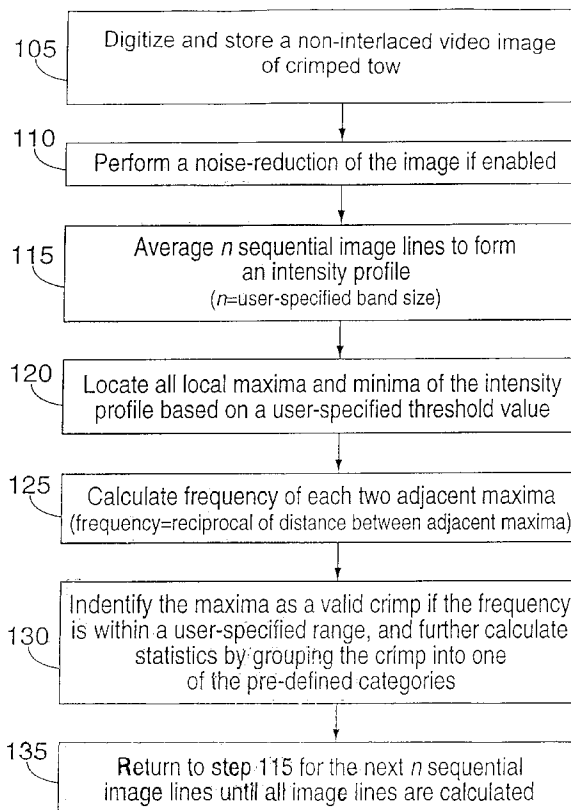 105
Digitize and store a non-interlaced video image
of crimped tow
110
Perform a noise-reduction of the image if enabled
115
Average n sequential image lines to form
an intensity profile
(n=user-specified band size)
120
Locate all local maxima and minima of the intensity
profile based on a user-specified threshold value
125
Calculate frequency of each two adjacent maxima
(frequency=reciprocal of distance between adjacent maxima)
130
Indentify the maxima as a valid crimp if the frequency
is within a user-specified range, and further calculate
statistics by grouping the crimp into one
of the pre-defined categories
135
Return to step 115 for the next n sequential
image lines until all image lines are calculated